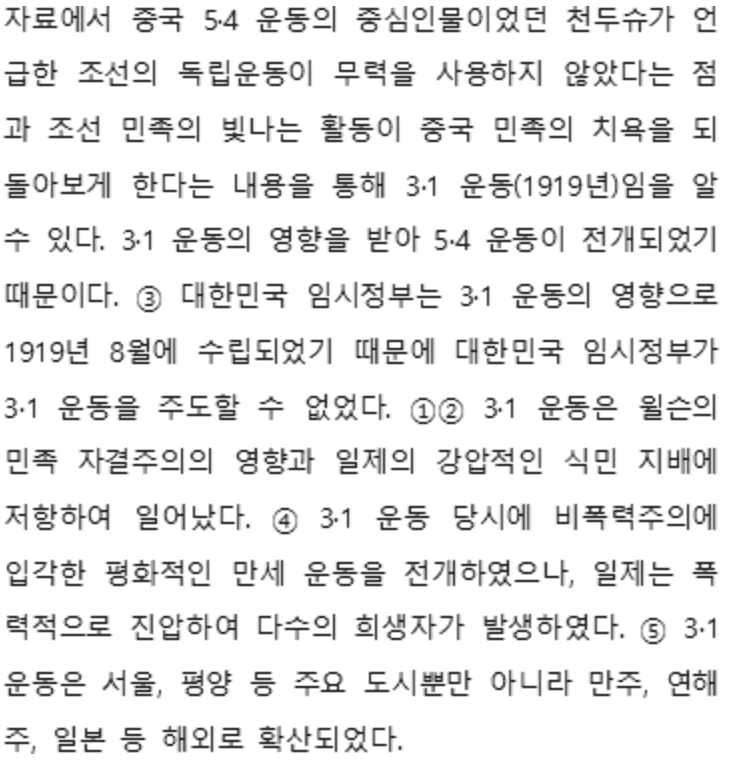 자료에서 중국 5·4 운동의 중심인물이었던 천두슈가 언
급한 조선의 독립운동이 무력을 사용하지 않았다는 점
과 조선 민족의 빛나는 활동이 중국 민족의 치욕을 되
돌아보게 한다는 내용을 통해 3·1 운동(1919년)임을 알
수 있다. 3·1 운동의 영향을 받아 5·4 운동이 전개되었기
때문이다. ③ 대한민국 임시정부는 3·1 운동의 영향으로
1919년 8월에 수립되었기 때문에 대한민국 임시정부가
3·1 운동을 주도할 수 없었다. ①② 3·1 운동은 윌슨의
민족 자결주의의 영향과 일제의 강압적인 식민 지배에
저항하여 일어났다. ④ 3·1 운동 당시에 비폭력주의에
입각한 평화적인 만세 운동을 전개하였으나, 일제는 폭
력적으로 진압하여 다수의 희생자가 발생하였다. ⑤ 3·1
운동은 서울, 평양 등 주요 도시뿐만 아니라 만주, 연해
주, 일본 등 해외로 확산되었다.